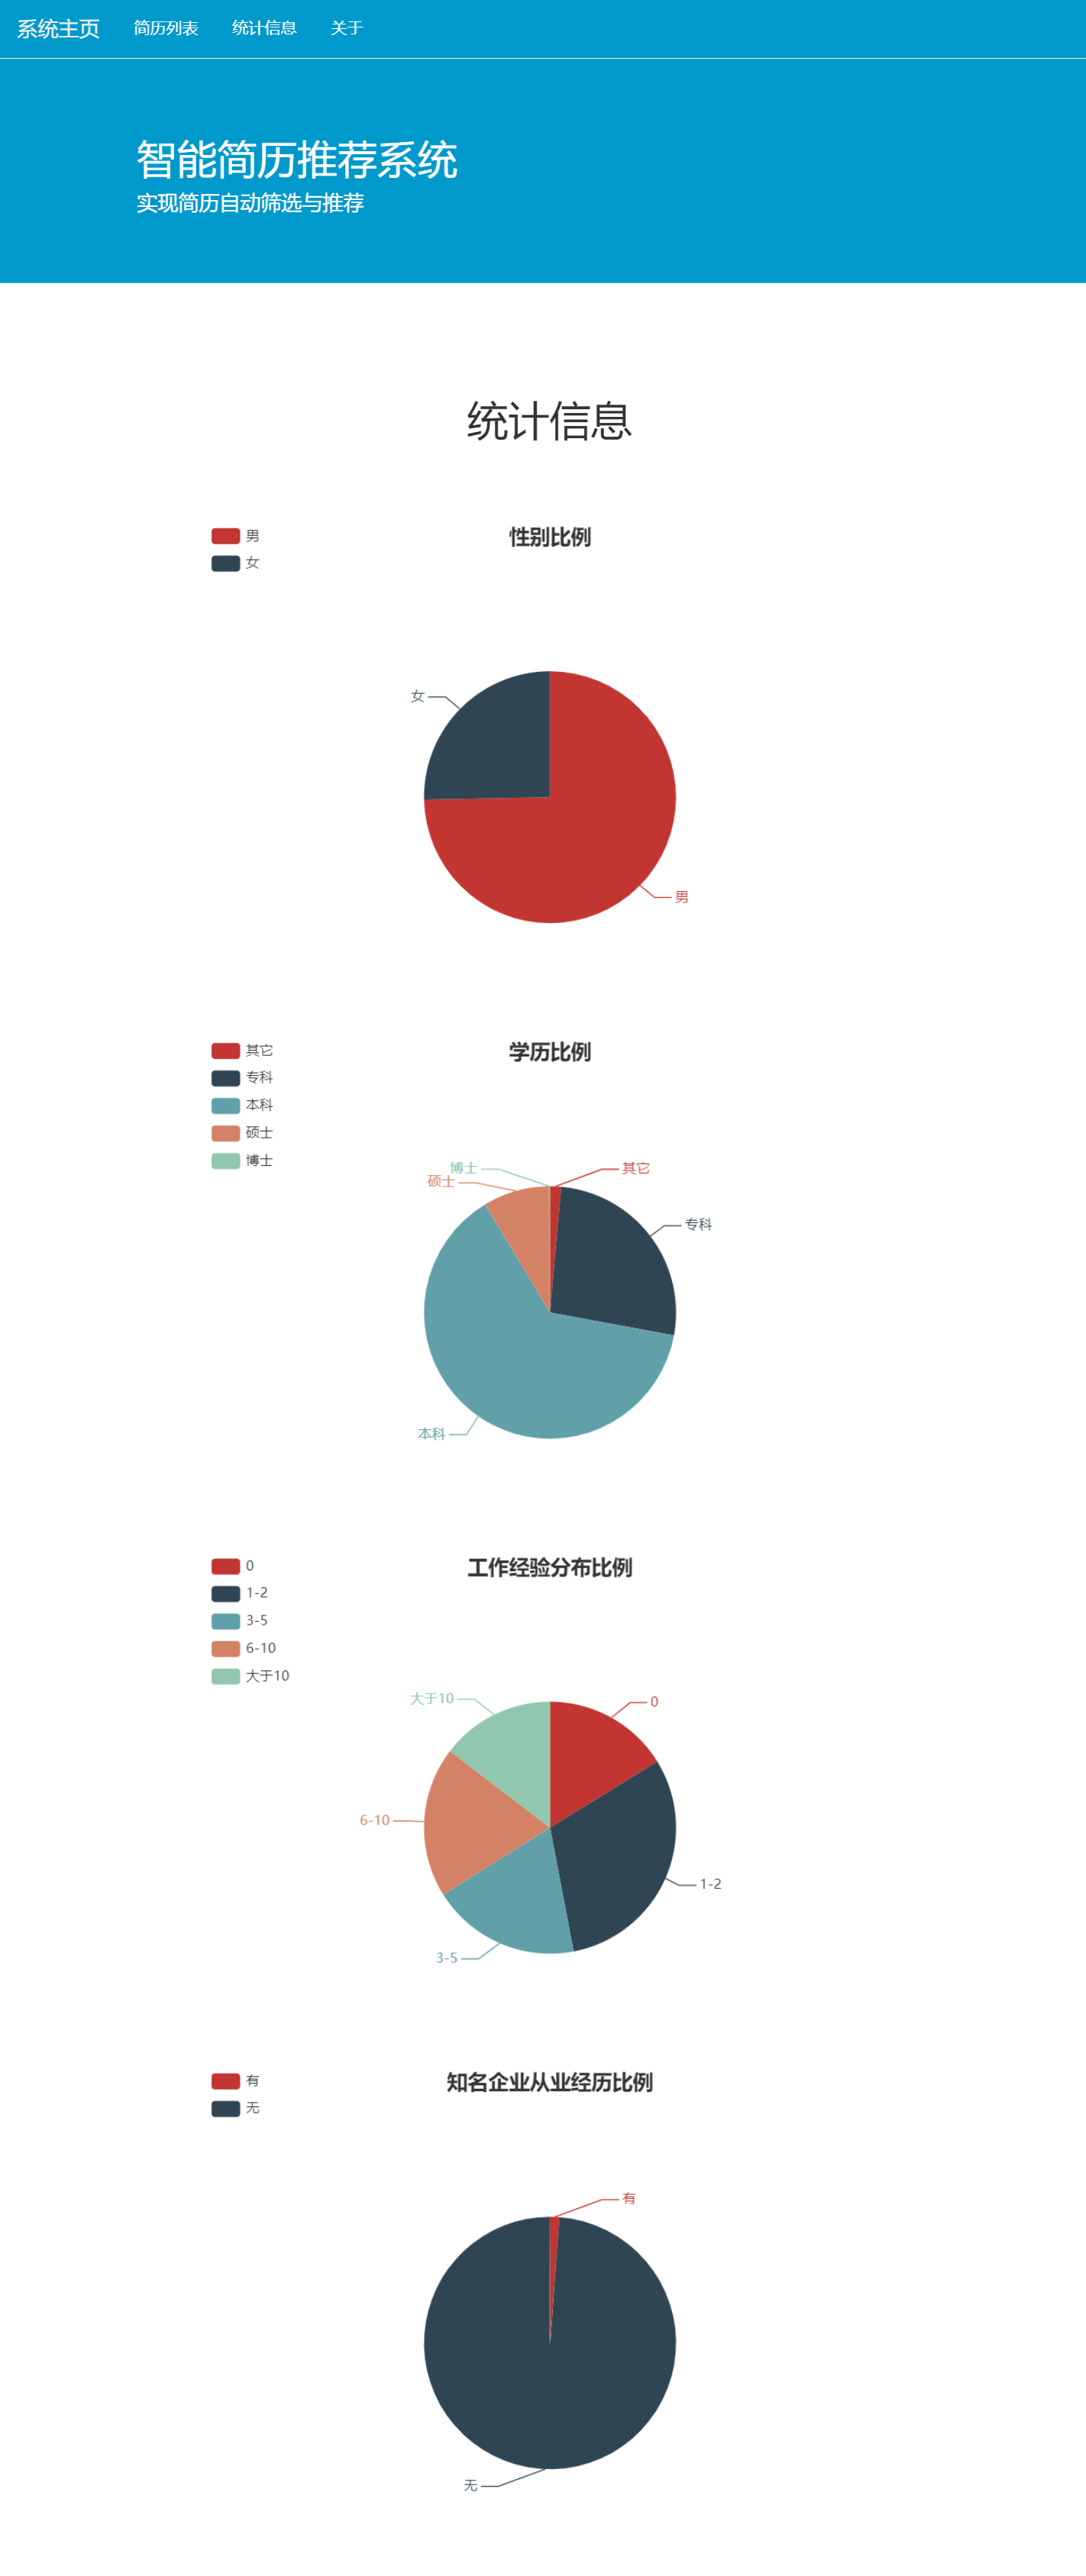 系统主页 简历列表 统计信息 关于
智能简历推荐系统
实现简历自动筛选与推荐
统计信息
性别比例
男
女
女
男
学历比例
其它
专科
本科
硕士
博士
博士
其它
硕士
专科
本科
工作经验分布比例
0
1-2
3-5
6-10
大于10
大于10
0
6-10
1-2
3-5
知名企业从业经历比例
有
无
有
无